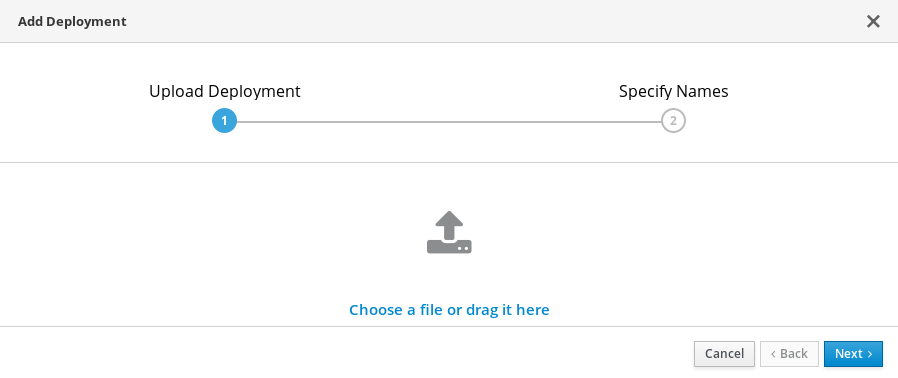 Add Deployment
Upload Deployment
Specify Names
1
2
Choose a file or drag it here
Cancel
Back
Next